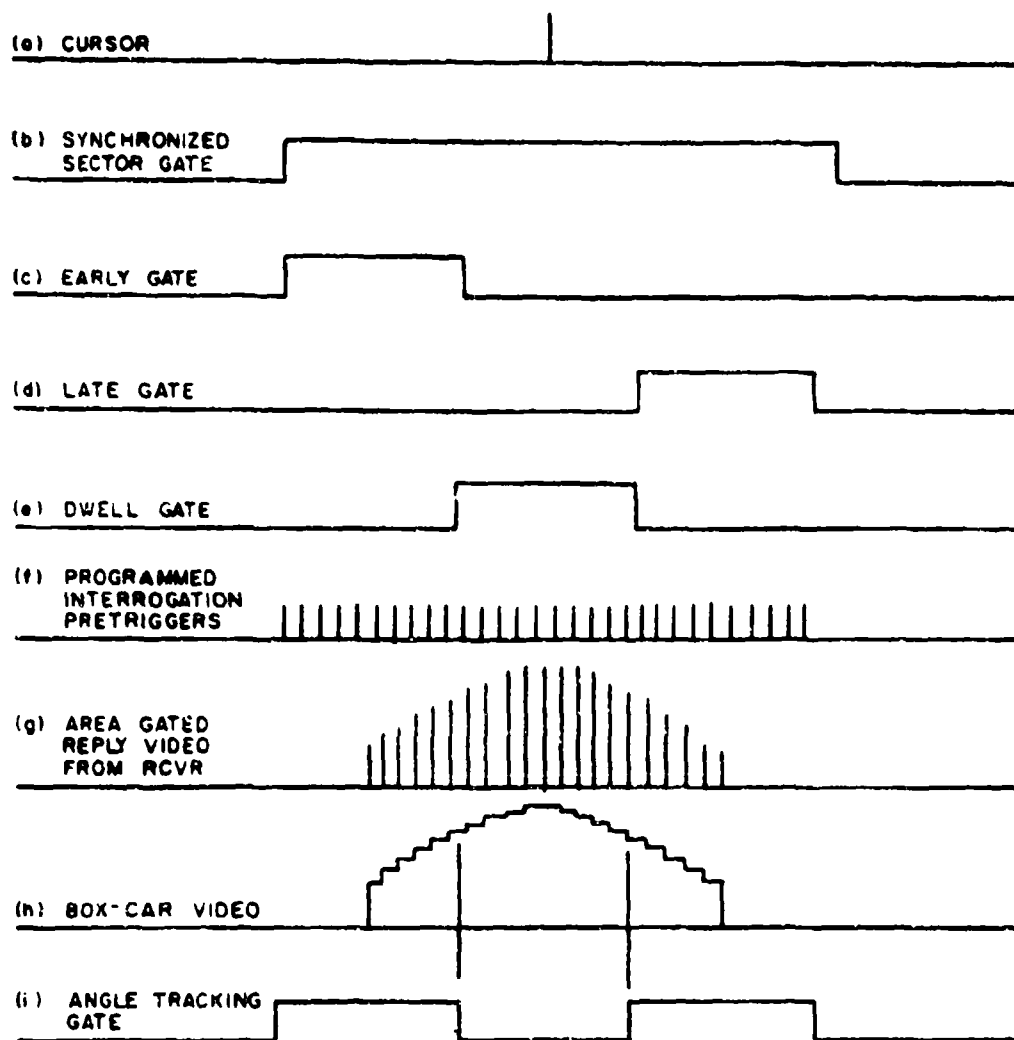 (a) CURSOR
(b) SYNCHRONIZED
SECTOR GATE
(c) EARLY GATE
(d) LATE GATE
(e) DWELL GATE
(f) PROGRAMMED
INTERROGATION
PRETRIGGERS
(g) AREA GATED
REPLY VIDEO
FROM RCVR
(h) BOX-CAR VIDEO
(i) ANGLE TRACKING
GATE